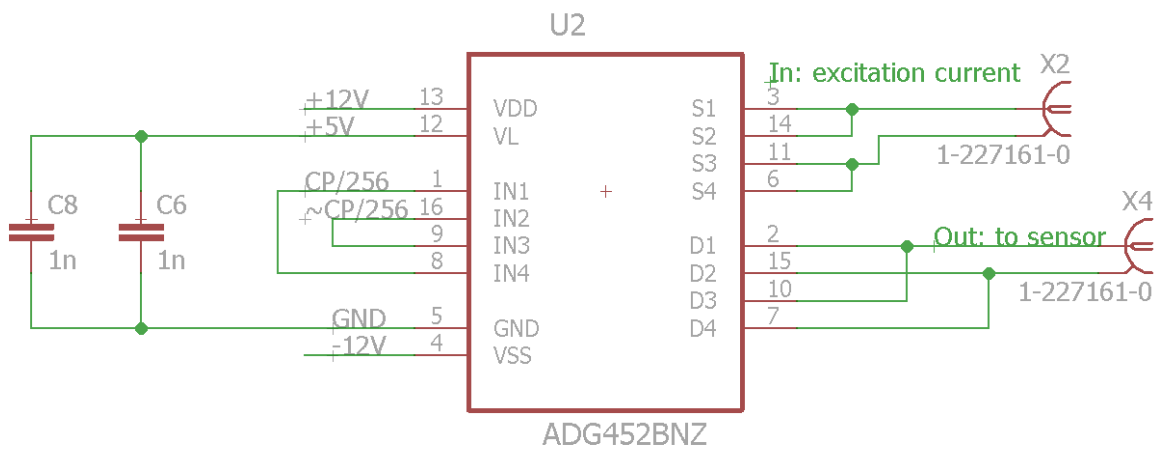 U2
In: excitation current
X2
+12V 13 VDD S1 3
+5V 12 VL S2 14
S3 11
1-227161-0
CP/256 1 IN1 S4 6
C8 C6 ~CP/256 16 IN2
X4
9 IN3 D1 2 Out: to sensor
1n 1n 8 IN4 D2 15
D3 10 1-227161-0
GND 5 GND D4 7
-12V 4 VSS
ADG452BNZ